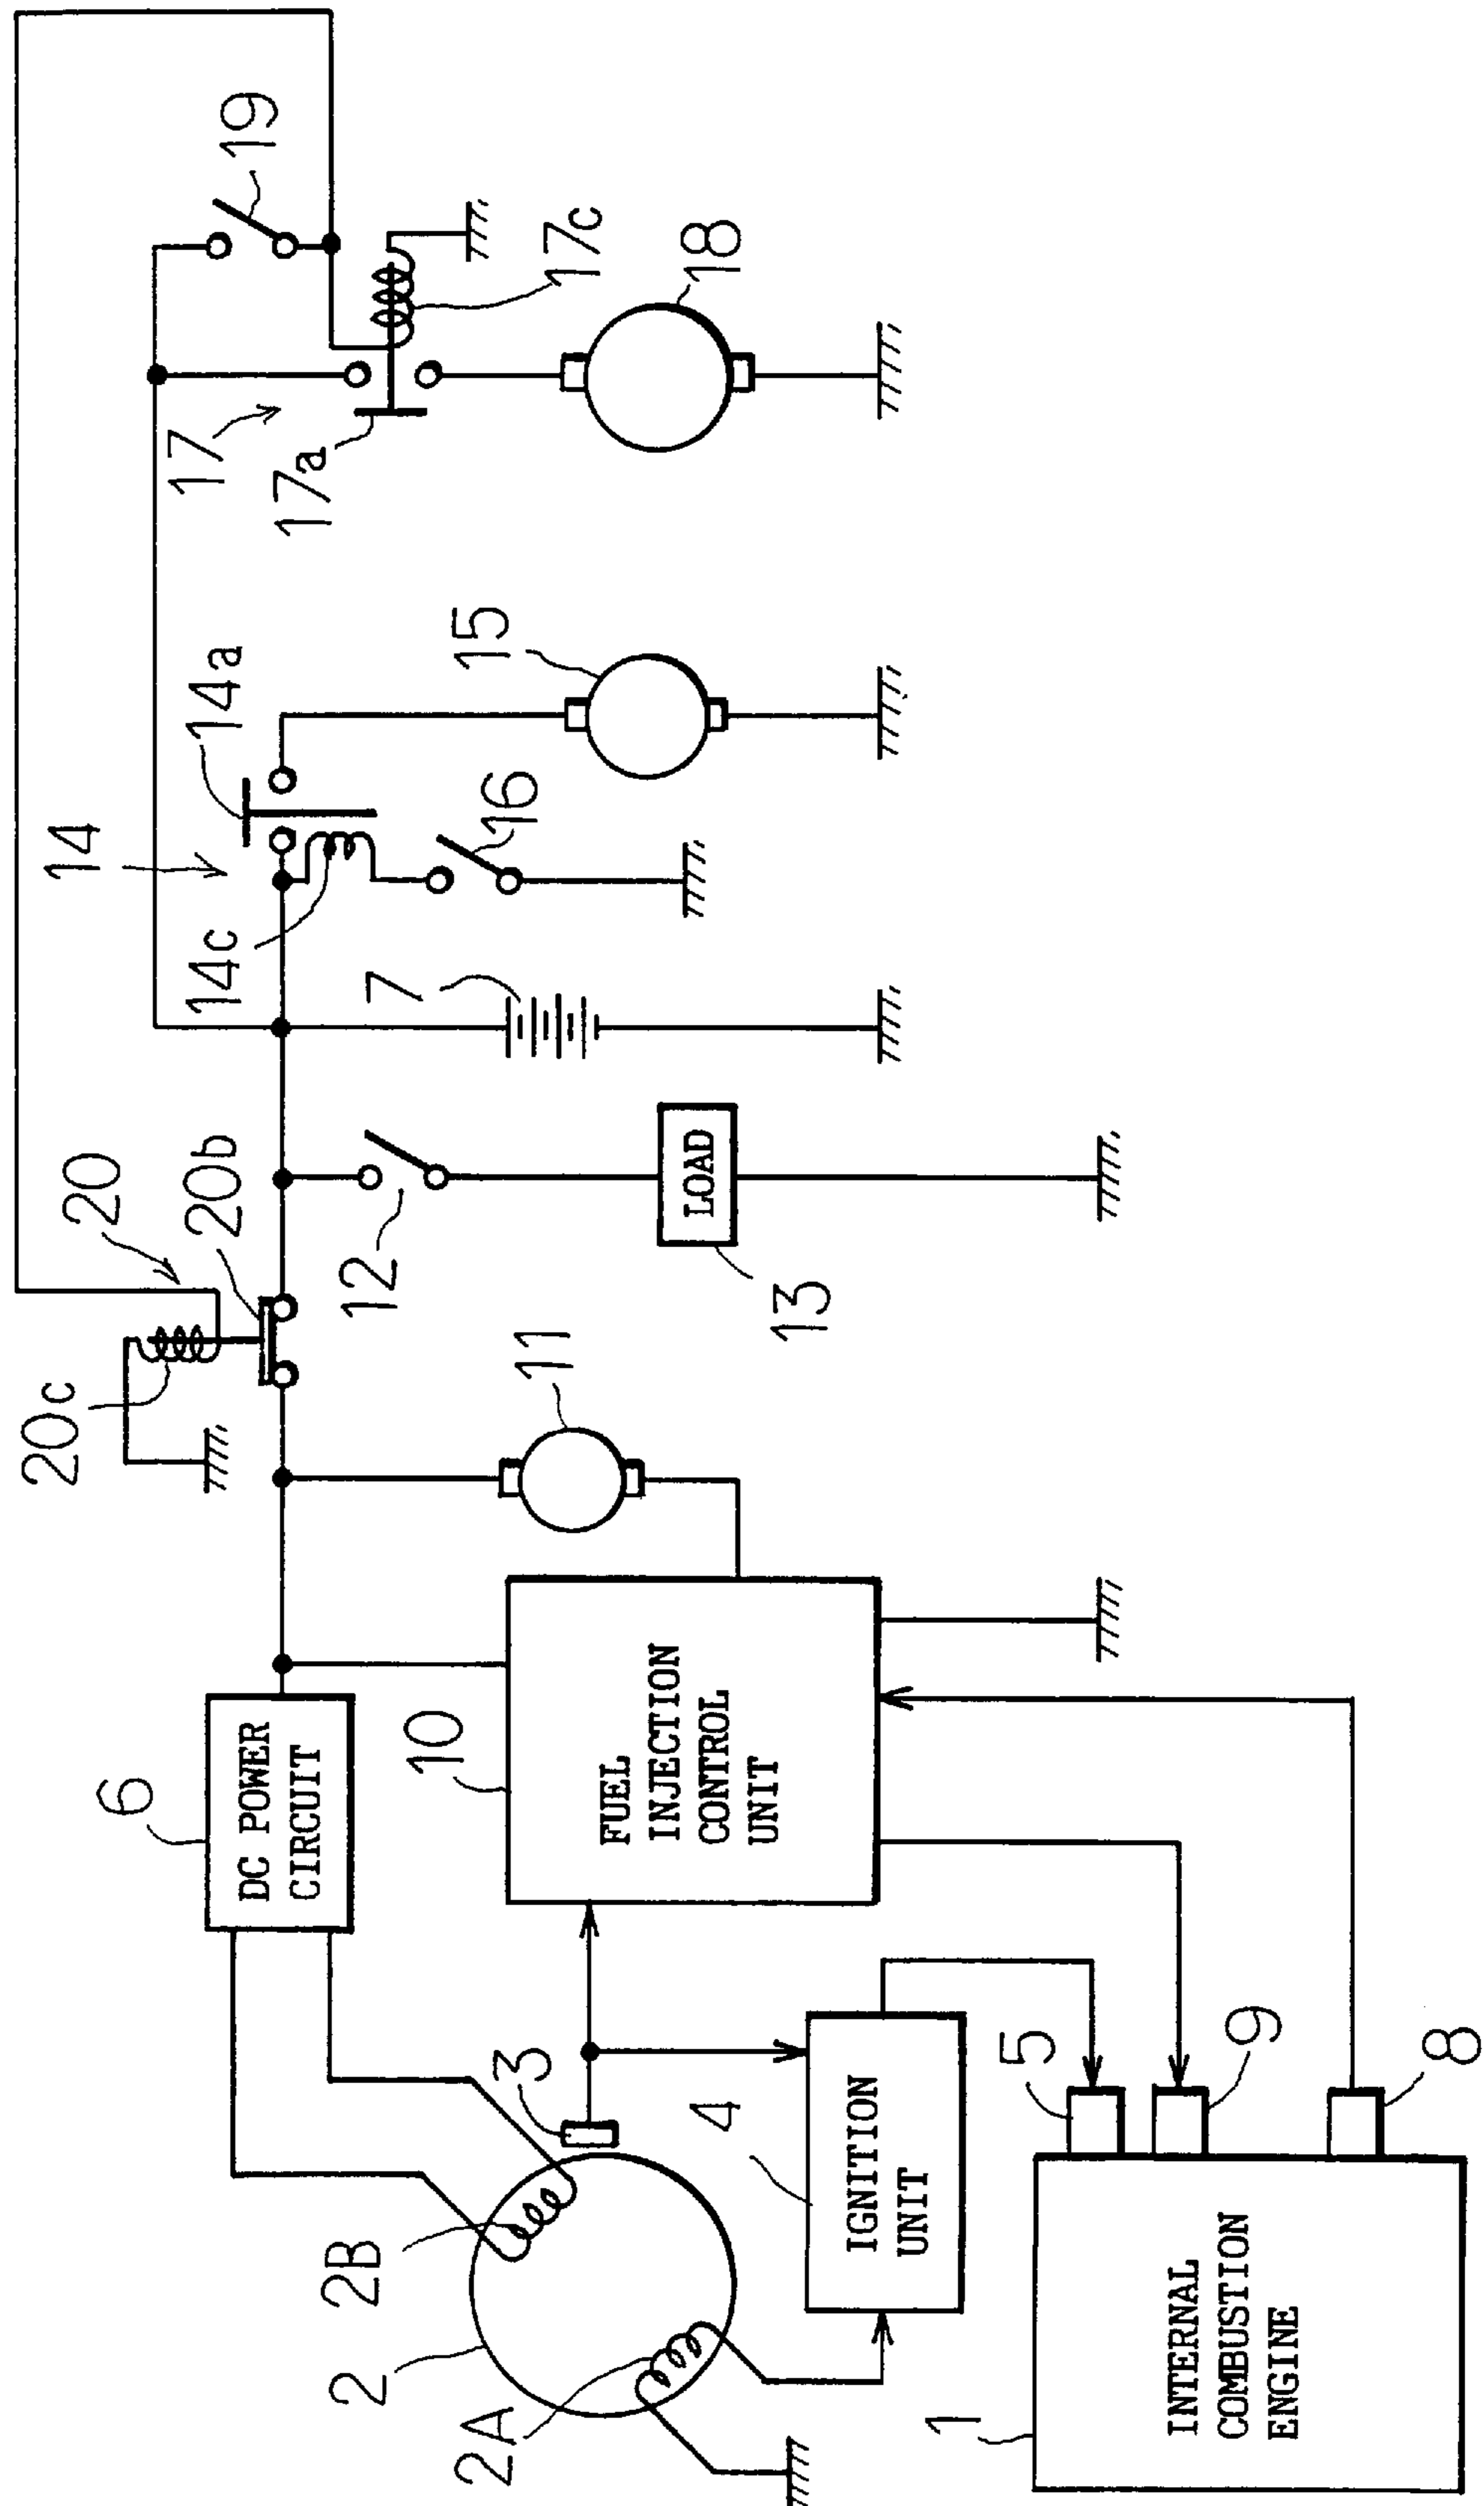 1
INTERNAL
COMBUSTION
ENGINE
2
2A
2B
3
4
IGNITION
UNIT
5
9
8
6
DC POWER
CIRCUIT
10
FUEL
INJECTION
CONTROL
UNIT
11
20
20c
20b
12
13
LOAD
7
14
14c
14a
16
15
17
17a
17c
18
19